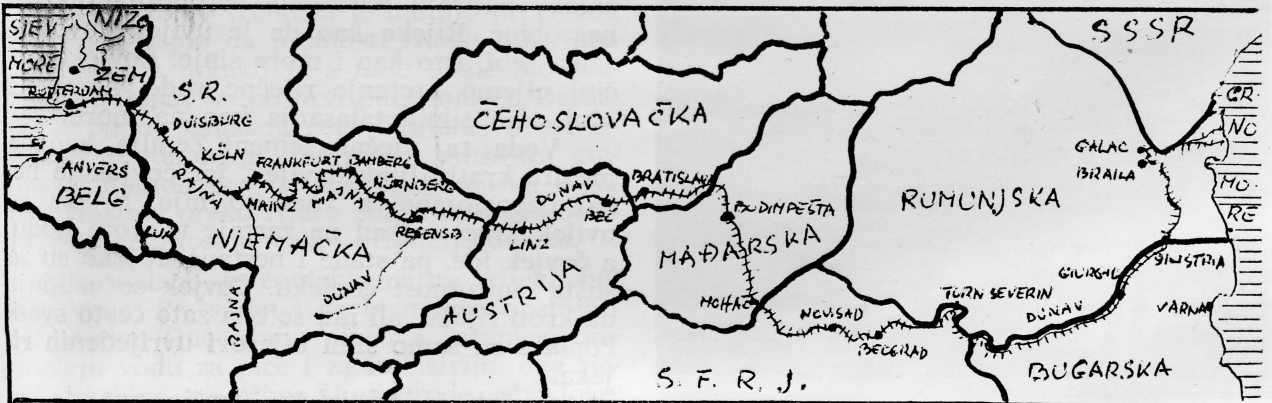 SJEV.
MORE
NIZO
ZEM
ROTTERDAM
S.R.
DUISBURG
KÖLN
RAJNA
MAINZ
FRANKFURT
MAJNA
BAMBERG
NÜRNBERG
REGENSB
ANVERS
BELG
LUX
NJEMAČKA
RAJNA
DUNAV
ČEHOSLOVAČKA
DUNAV
LINZ
BEČ
AUSTRIJA
BRATISLAV
BUDIMPEŠTA
MAĐARSKA
MOHAČ
NOVISAD
BEOGRAD
S. F. R. J.
RUMUNJSKA
TURN SEVERIN
GIURGIU
DUNAV
SILISTRIA
VARNA
BUGARSKA
GALAC
BRAILA
SSSR
CR
NO
MO
RE